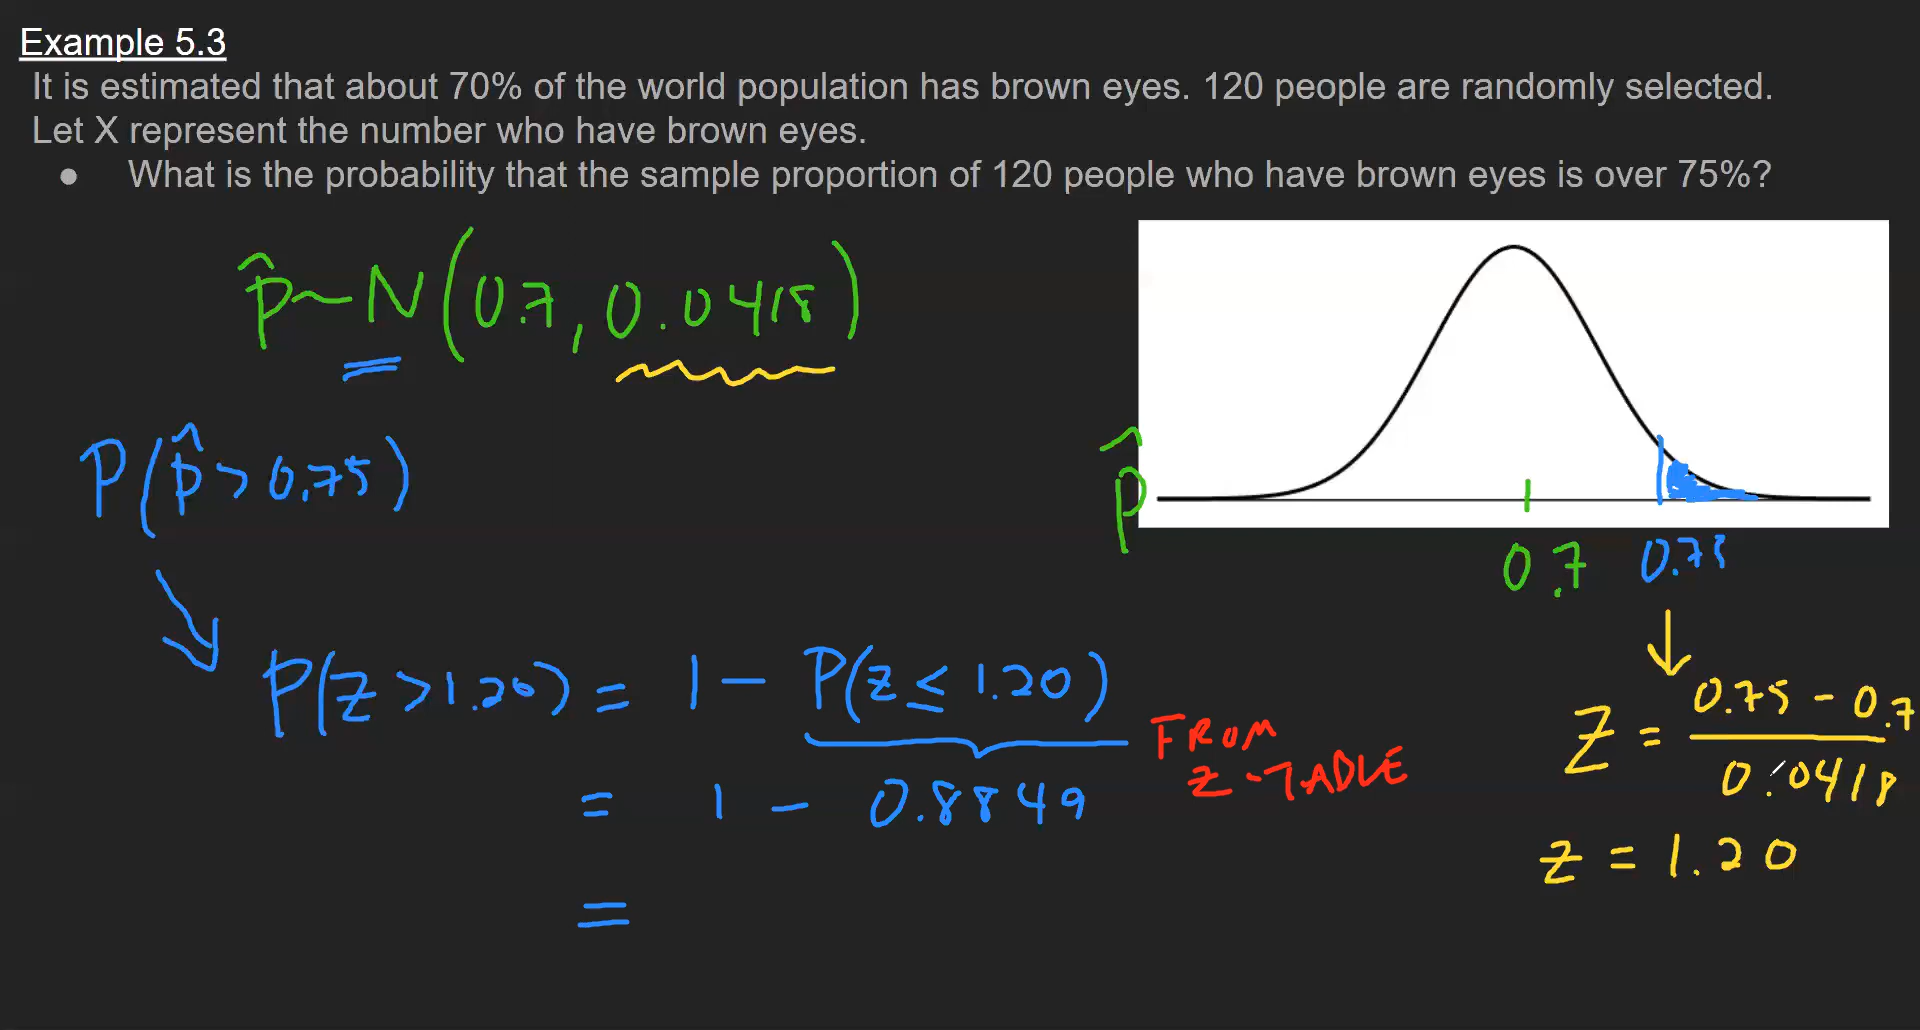 Example 5.3
It is estimated that about 70% of the world population has brown eyes. 120 people are randomly selected.
Let X represent the number who have brown eyes.
● What is the probability that the sample proportion of 120 people who have brown eyes is over 75%?
p̂ ~ N(0.7, 0.0418)
P(p̂ > 0.75)
p̂
0.7 0.75
P(Z > 1.20) = 1 - P(Z ≤ 1.20)
FROM
Z-TABLE
= 1 - 0.8849
=
Z = 0.75 - 0.7
0.0418
Z = 1.20